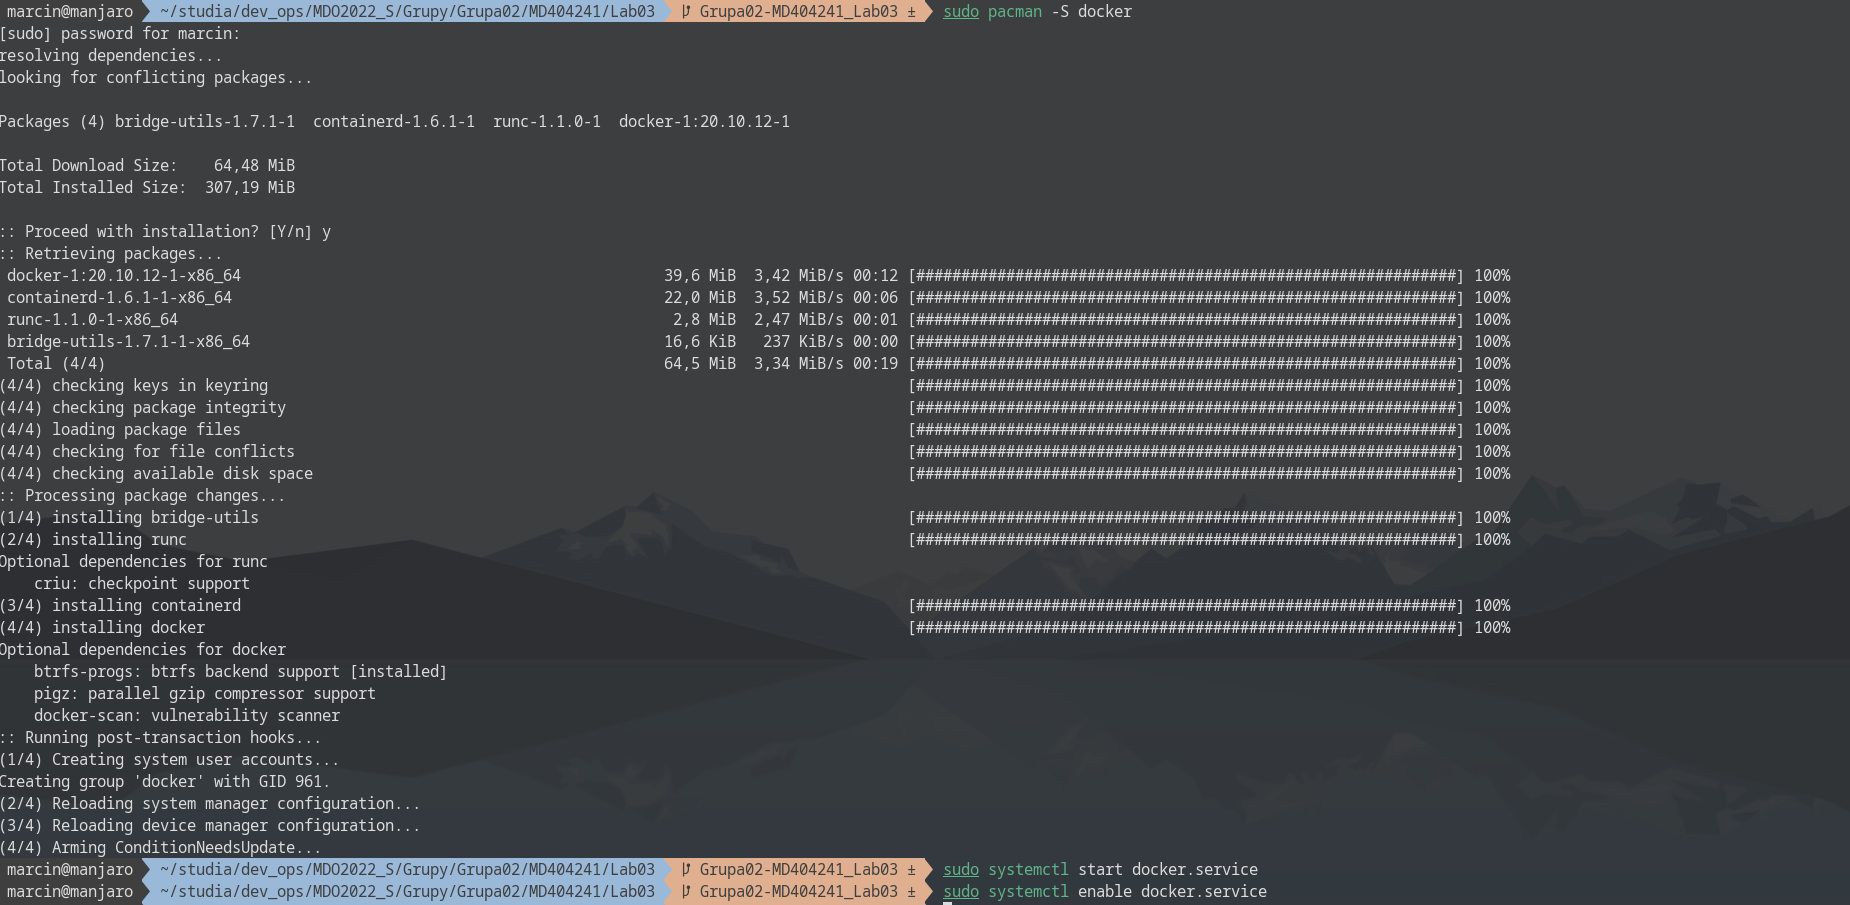 marcin@manjaro ~/studia/dev_ops/MDO2022_S/Grupy/Grupa02/MD404241/Lab03 Grupa02-MD404241_Lab03 ± sudo pacman -S docker
[sudo] password for marcin:
resolving dependencies...
looking for conflicting packages...
Packages (4) bridge-utils-1.7.1-1  containerd-1.6.1-1  runc-1.1.0-1  docker-1:20.10.12-1
Total Download Size:    64,48 MiB
Total Installed Size:  307,19 MiB
:: Proceed with installation? [Y/n] y
:: Retrieving packages...
docker-1:20.10.12-1-x86_64 39,6 MiB  3,42 MiB/s 00:12 [############################################################] 100%
containerd-1.6.1-1-x86_64 22,0 MiB  3,52 MiB/s 00:06 [############################################################] 100%
runc-1.1.0-1-x86_64 2,8 MiB  2,47 MiB/s 00:01 [############################################################] 100%
bridge-utils-1.7.1-1-x86_64 16,6 KiB   237 KiB/s 00:00 [############################################################] 100%
Total (4/4) 64,5 MiB  3,34 MiB/s 00:19 [############################################################] 100%
(4/4) checking keys in keyring [############################################################] 100%
(4/4) checking package integrity [############################################################] 100%
(4/4) loading package files [############################################################] 100%
(4/4) checking for file conflicts [############################################################] 100%
(4/4) checking available disk space [############################################################] 100%
:: Processing package changes...
(1/4) installing bridge-utils [############################################################] 100%
(2/4) installing runc [############################################################] 100%
Optional dependencies for runc
    criu: checkpoint support
(3/4) installing containerd [############################################################] 100%
(4/4) installing docker [############################################################] 100%
Optional dependencies for docker
    btrfs-progs: btrfs backend support [installed]
    pigz: parallel gzip compressor support
    docker-scan: vulnerability scanner
:: Running post-transaction hooks...
(1/4) Creating system user accounts...
Creating group 'docker' with GID 961.
(2/4) Reloading system manager configuration...
(3/4) Reloading device manager configuration...
(4/4) Arming ConditionNeedsUpdate...
marcin@manjaro ~/studia/dev_ops/MDO2022_S/Grupy/Grupa02/MD404241/Lab03 Grupa02-MD404241_Lab03 ± sudo systemctl start docker.service
marcin@manjaro ~/studia/dev_ops/MDO2022_S/Grupy/Grupa02/MD404241/Lab03 Grupa02-MD404241_Lab03 ± sudo systemctl enable docker.service